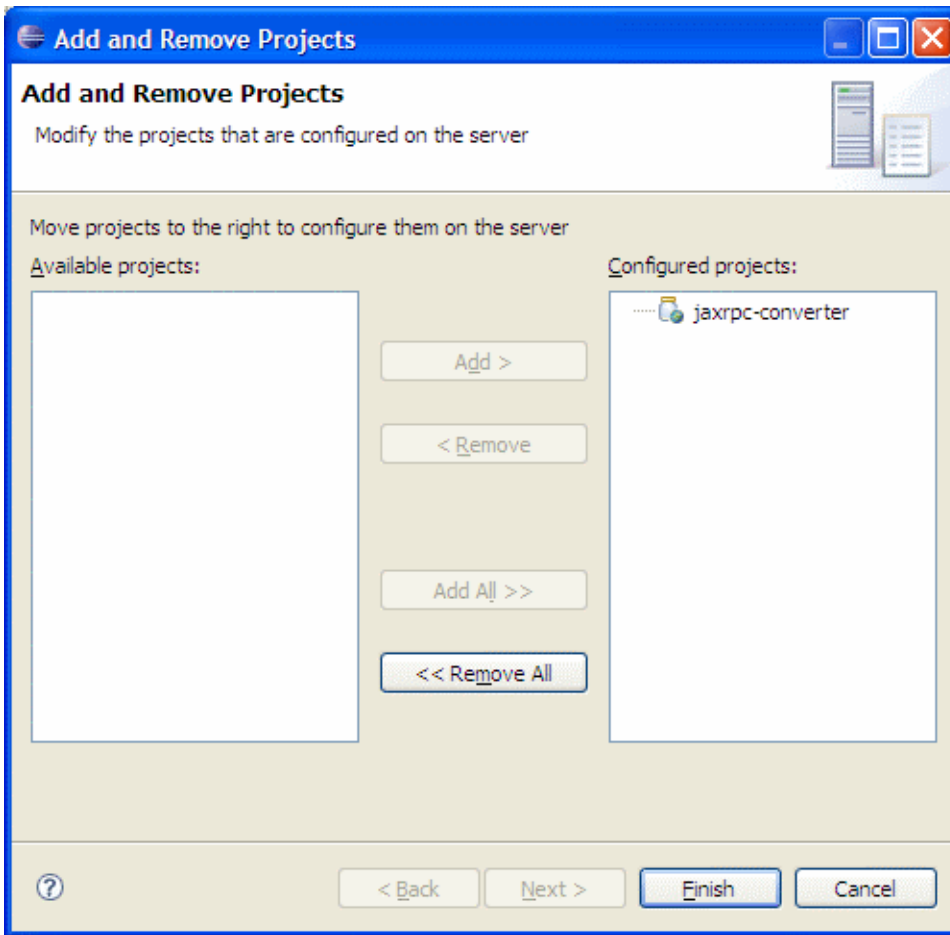 Add and Remove Projects
Add and Remove Projects
Modify the projects that are configured on the server
Move projects to the right to configure them on the server
Available projects:
Configured projects:
jaxrpc-converter
Add >
< Remove
Add All >>
<< Remove All
?
< Back
Next >
Finish
Cancel